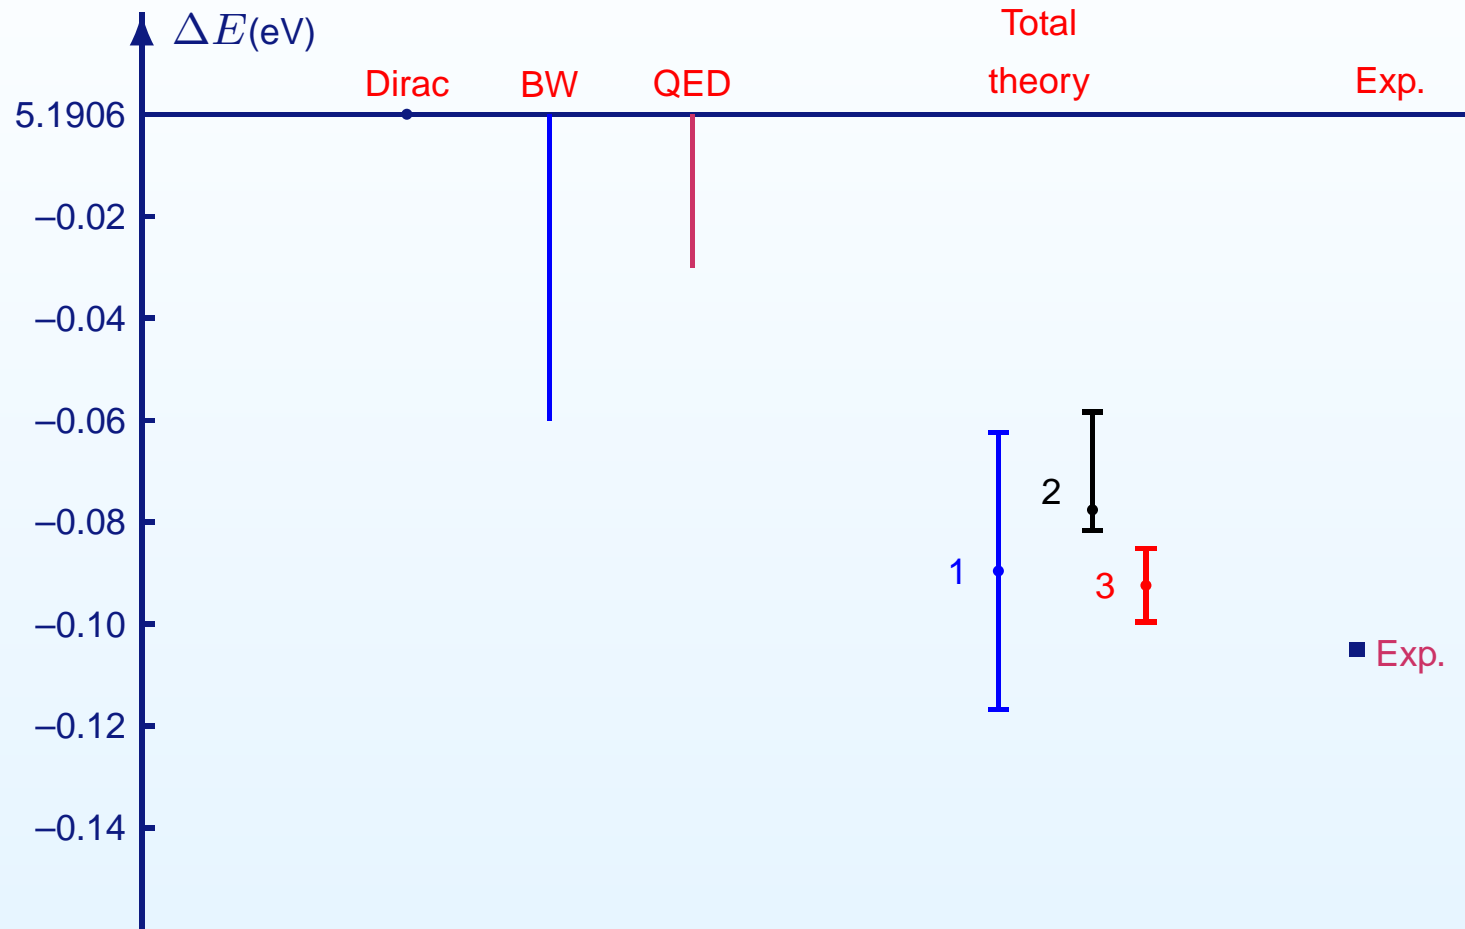 ΔE(eV)
Total
theory
Dirac
BW
QED
Exp.
5.1906
–0.02
–0.04
–0.06
–0.08
–0.10
–0.12
–0.14
2
1
3
Exp.